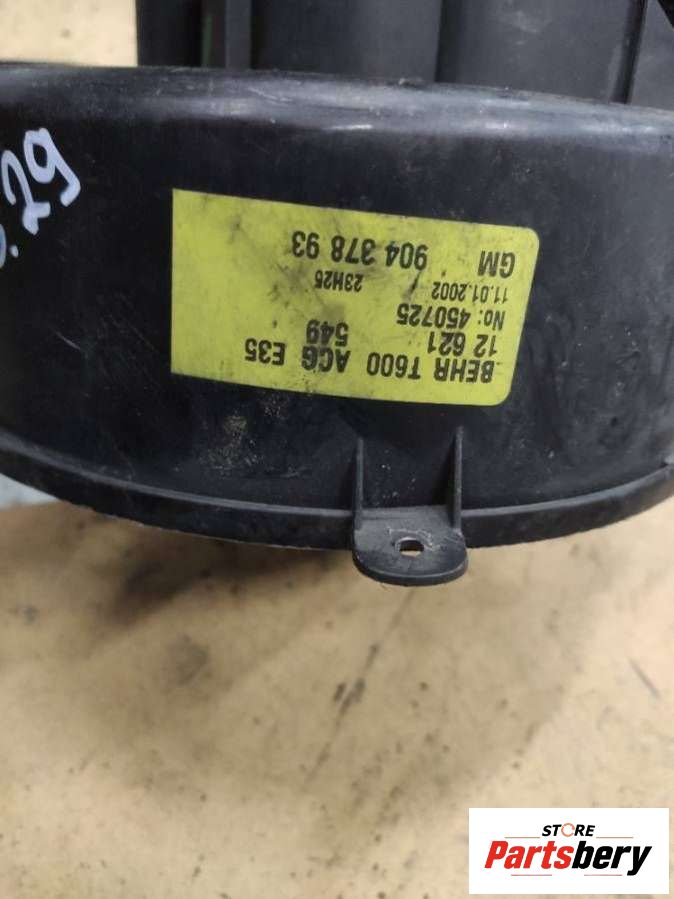 .29
BEHR T600 ACG E35
12 621 549
No: 450725
11.01.2002 23H25
GM 904 378 93
STORE
Partsbery